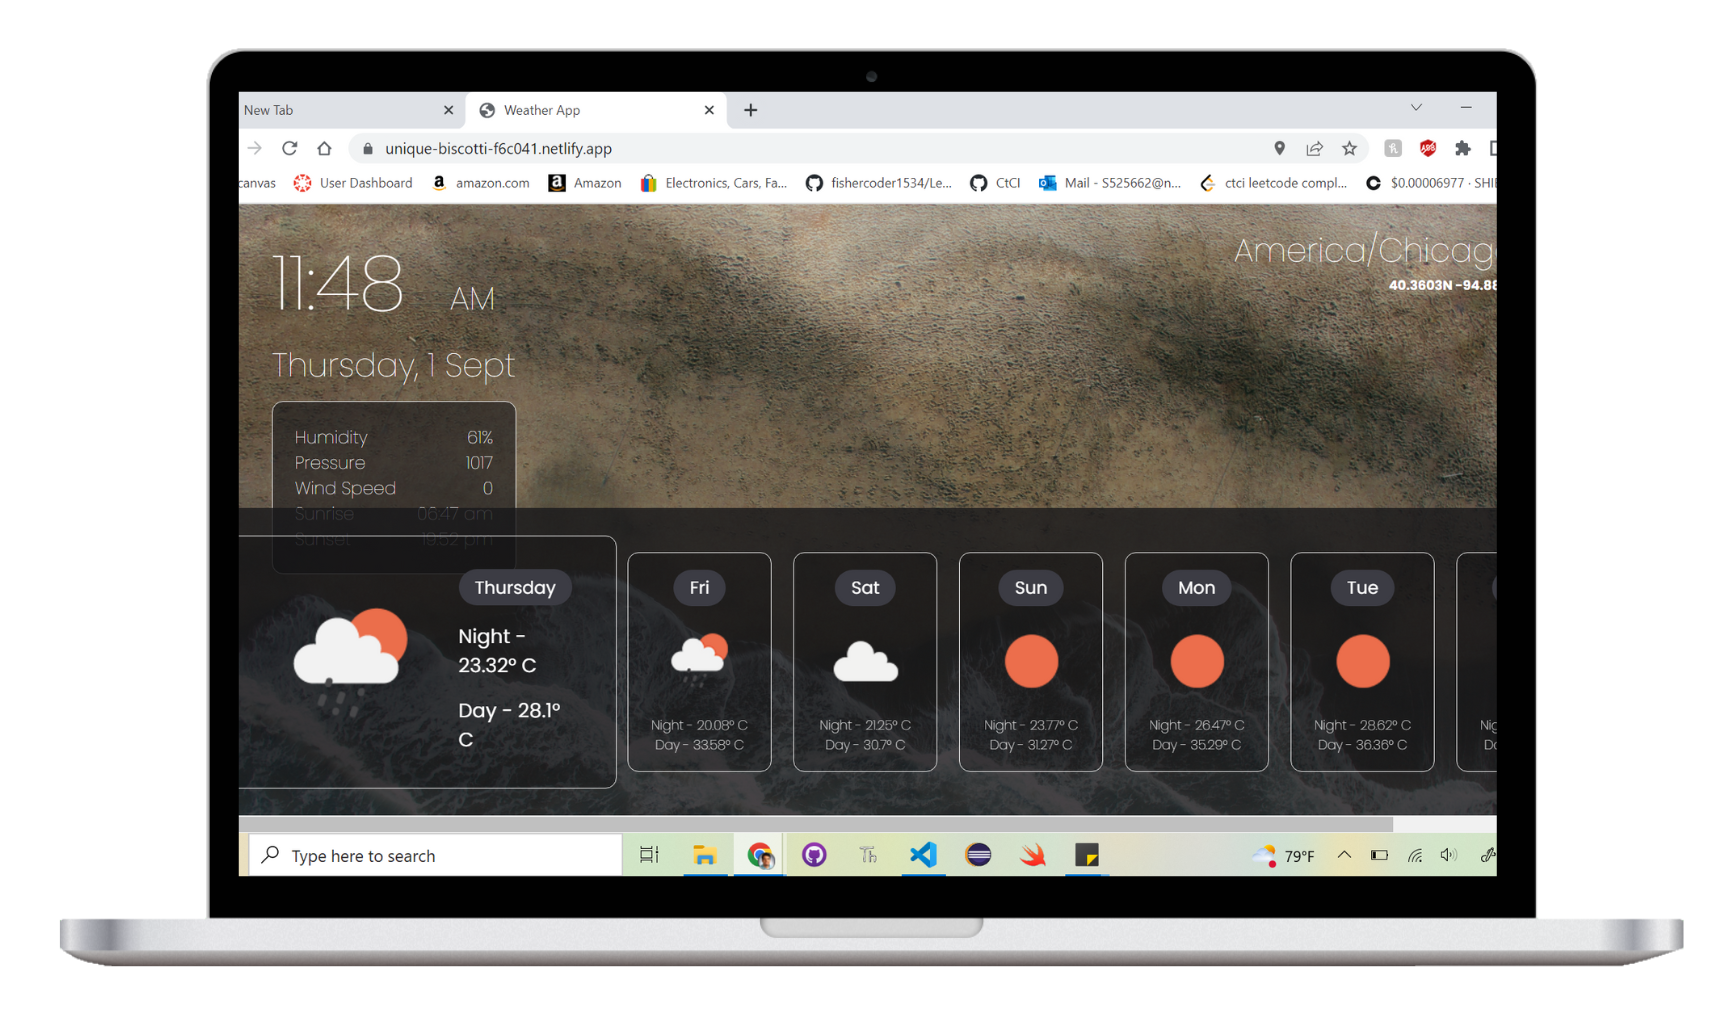 New Tab
Weather App
unique-biscotti-f6c041.netlify.app
canvas User Dashboard amazon.com Amazon Electronics, Cars, Fa... fishercoder1534/Le... CtCI Mail - S525662@n... ctci leetcode compl... $0.00006977 · SHI
11:48 AM
America/Chicag
40.3603N -94.88
Thursday, 1 Sept
Humidity 61%
Pressure 1017
Wind Speed 0
Sunrise 06:47 am
Sunset 19:52 pm
Thursday
Night -
23.32° C
Day - 28.1°
C
Fri
Night - 20.08° C
Day - 33.58° C
Sat
Night - 21.25° C
Day - 30.7° C
Sun
Night - 23.77° C
Day - 31.27° C
Mon
Night - 26.47° C
Day - 35.29° C
Tue
Night - 28.62° C
Day - 36.36° C
Type here to search
79°F